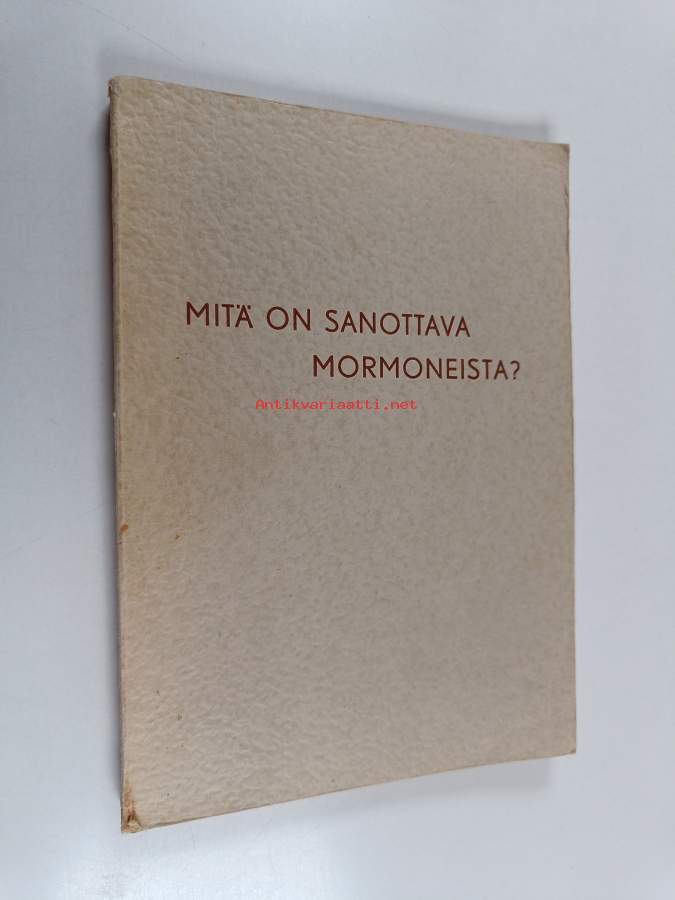 MITÄ ON SANOTTAVA
MORMONEISTA?
Antikvariaatti.net